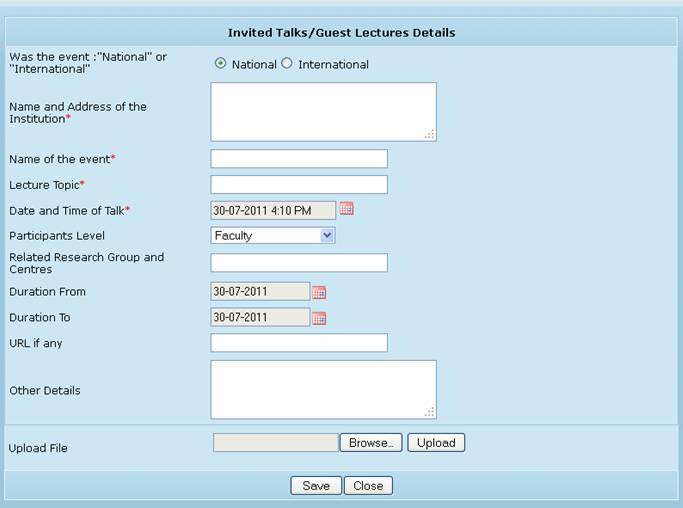 Invited Talks/Guest Lectures Details
Was the event :"National" or
"International"
National International
Name and Address of the
Institution*
Name of the event*
Lecture Topic*
Date and Time of Talk* 30-07-2011 4:10 PM
Participants Level Faculty
Related Research Group and
Centres
Duration From 30-07-2011
Duration To 30-07-2011
URL if any
Other Details
Upload File Browse... Upload
Save Close